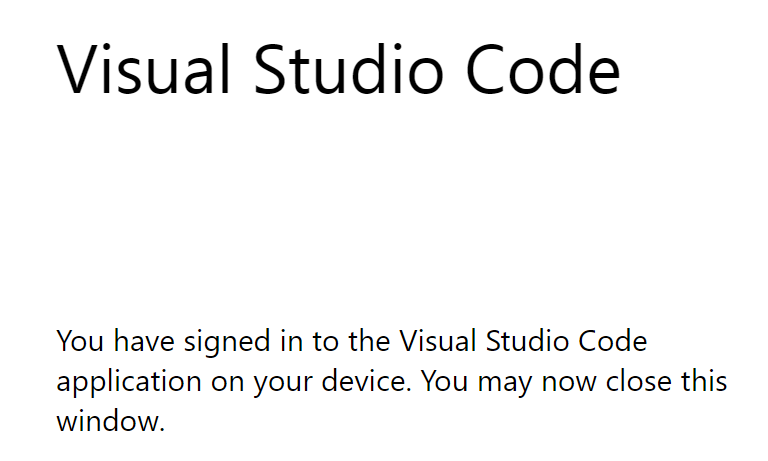 Visual Studio Code
You have signed in to the Visual Studio Code
application on your device. You may now close this
window.